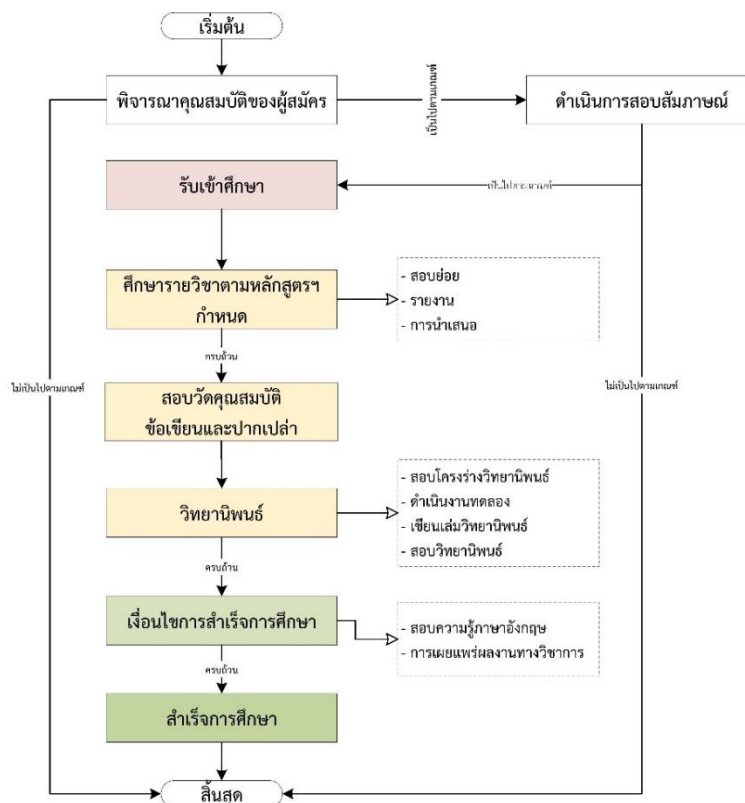 เริ่มต้น
พิจารณาคุณสมบัติของผู้สมัคร
เป็นไปตามเกณฑ์
ดำเนินการสอบสัมภาษณ์
รับเข้าศึกษา
เป็นไปตามเกณฑ์
ศึกษารายวิชาตามหลักสูตรฯ
กำหนด
- สอบย่อย
- รายงาน
- การนำเสนอ
ครบถ้วน
ไม่เป็นไปตามเกณฑ์
ไม่เป็นไปตามเกณฑ์
สอบวัดคุณสมบัติ
ข้อเขียนและปากเปล่า
วิทยานิพนธ์
- สอบโครงร่างวิทยานิพนธ์
- ดำเนินงานทดลอง
- เขียนเล่มวิทยานิพนธ์
- สอบวิทยานิพนธ์
ครบถ้วน
เงื่อนไขการสำเร็จการศึกษา
- สอบความรู้ภาษาอังกฤษ
- การเผยแพร่ผลงานทางวิชาการ
ครบถ้วน
สำเร็จการศึกษา
สิ้นสุด